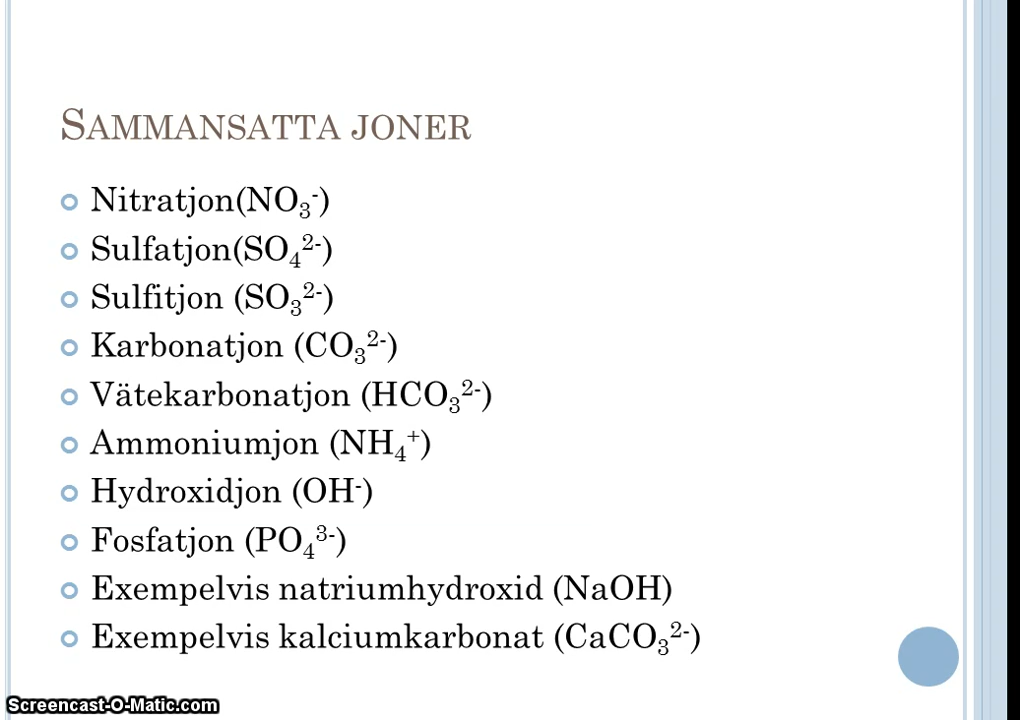 SAMMANSATTA JONER
Nitratjon(NO₃⁻)
Sulfatjon(SO₄²⁻)
Sulfitjon (SO₃²⁻)
Karbonatjon (CO₃²⁻)
Vätekarbonatjon (HCO₃²⁻)
Ammoniumjon (NH₄⁺)
Hydroxidjon (OH⁻)
Fosfatjon (PO₄³⁻)
Exempelvis natriumhydroxid (NaOH)
Exempelvis kalciumkarbonat (CaCO₃²⁻)
Screencast-O-Matic.com